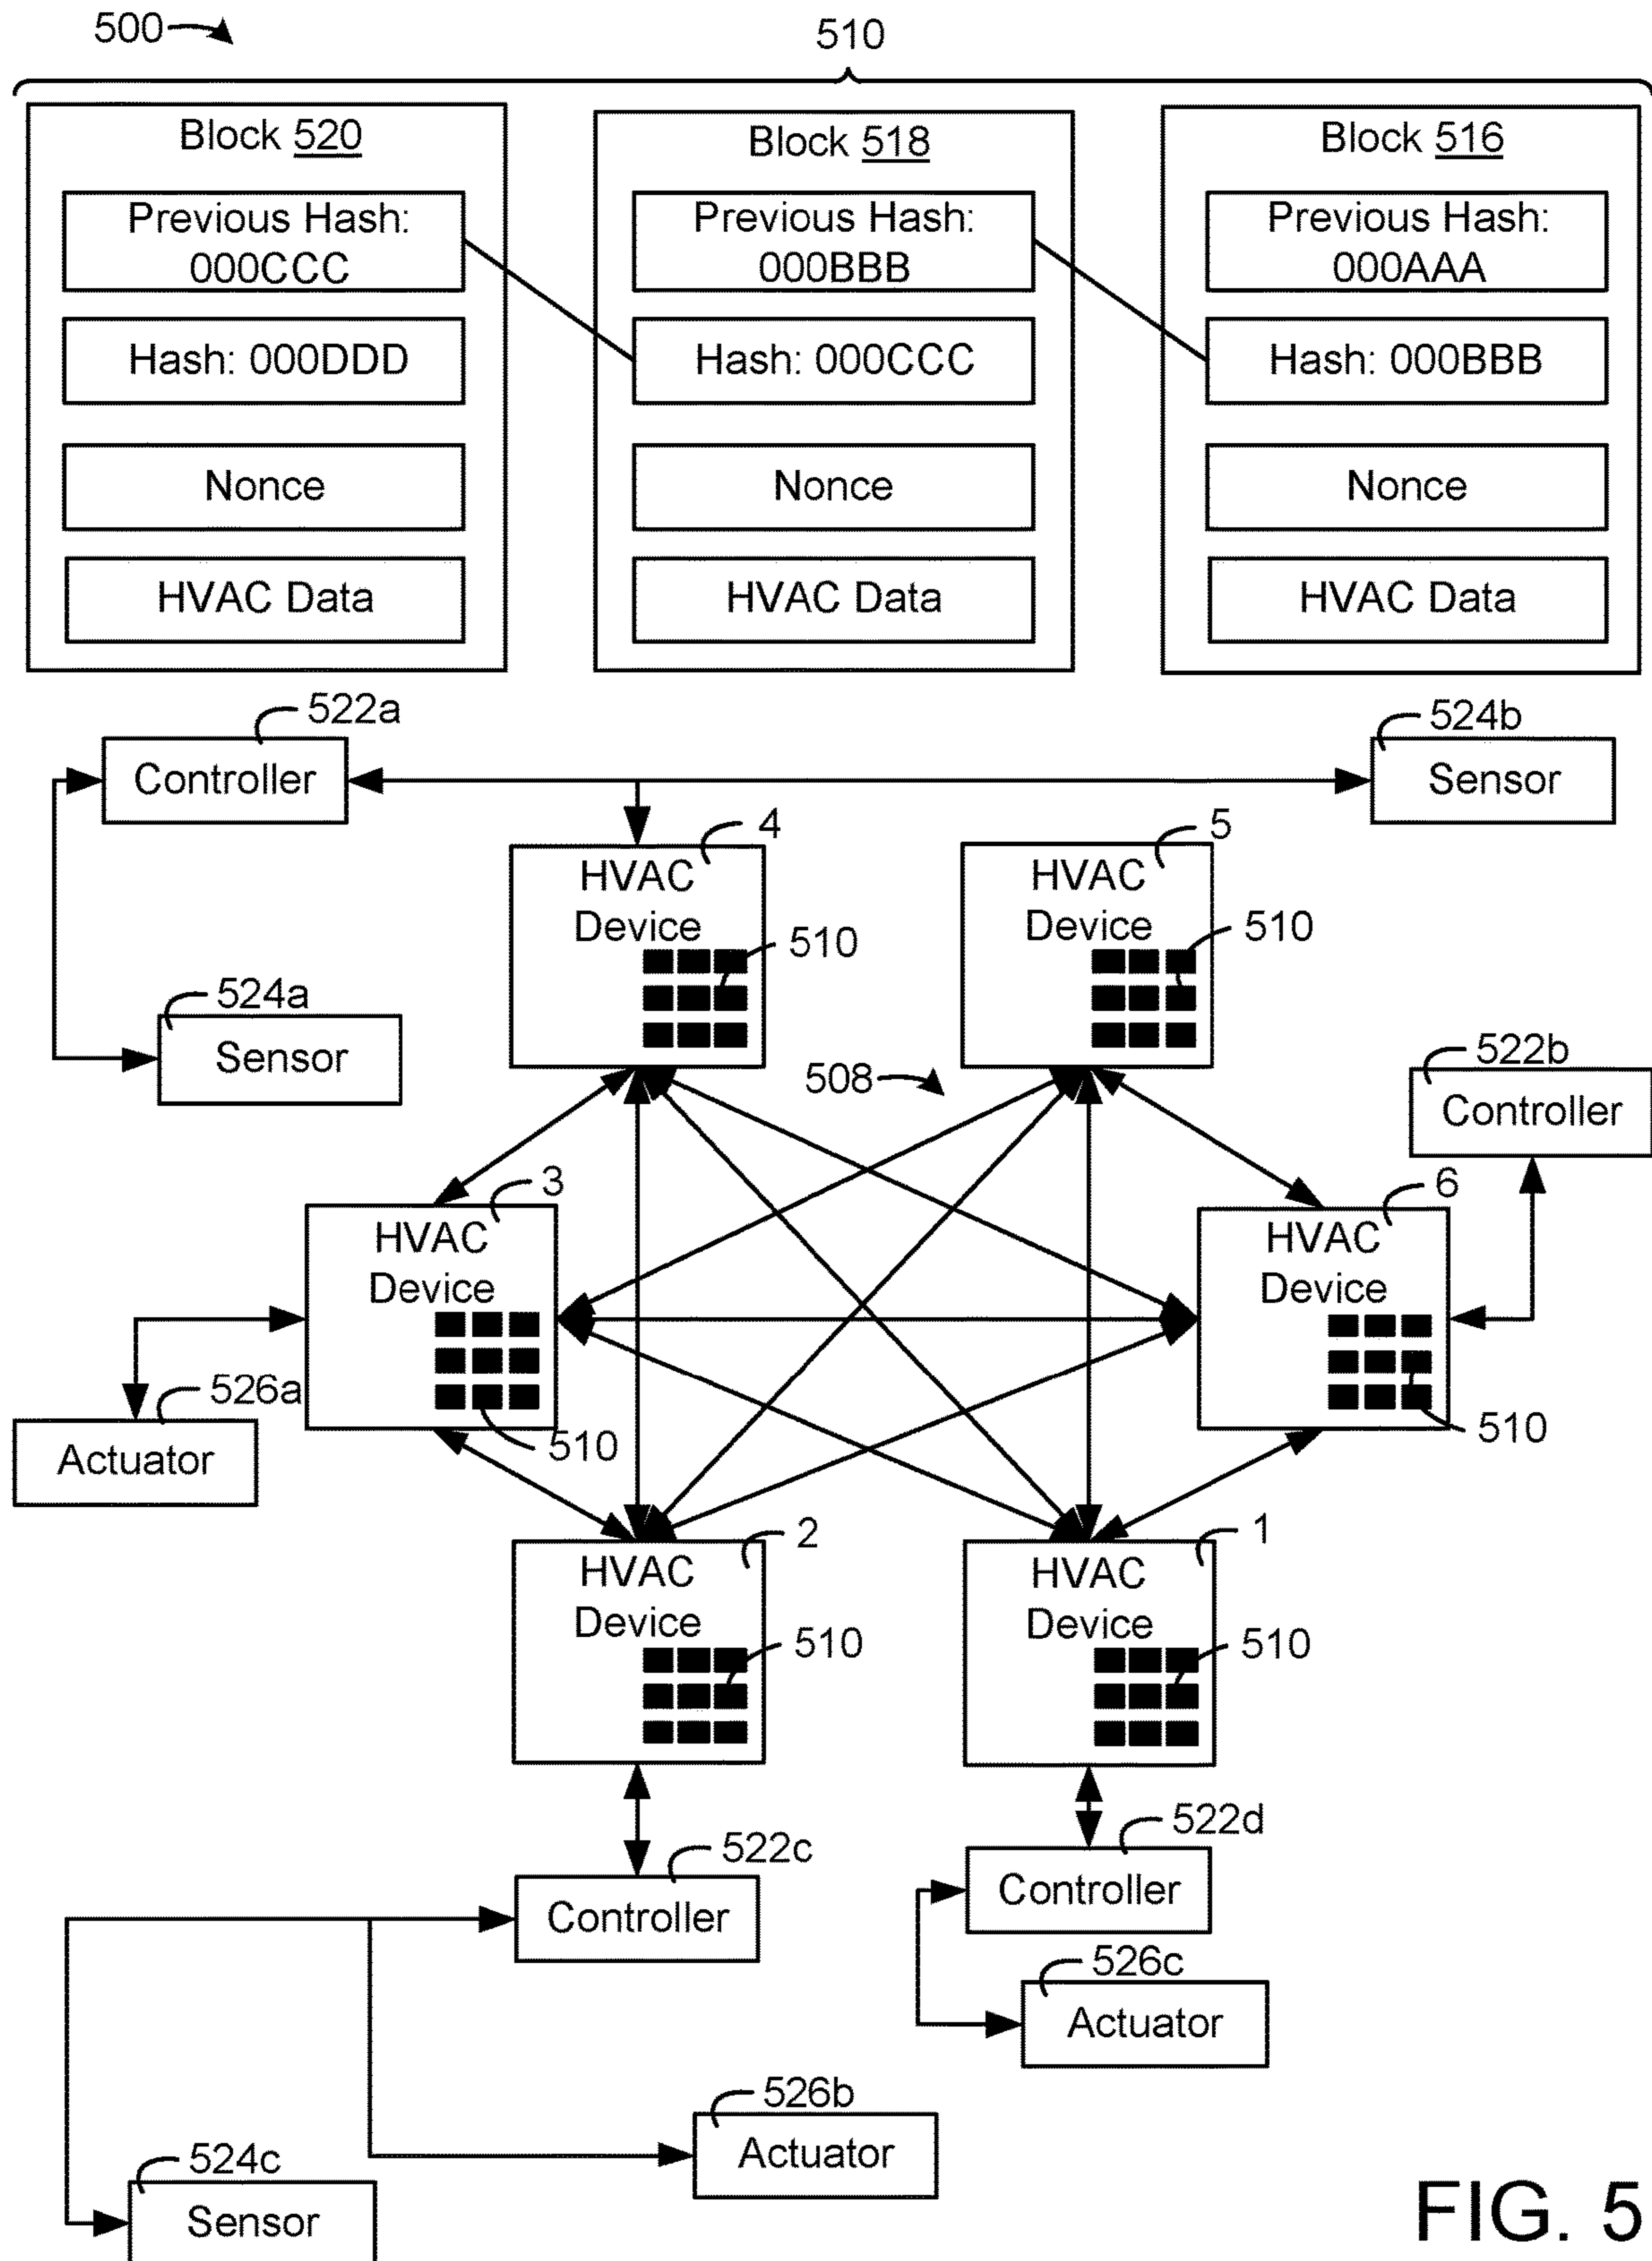 500
510
Block 520
Previous Hash:
000CCC
Hash: 000DDD
Nonce
HVAC Data
Block 518
Previous Hash:
000BBB
Hash: 000CCC
Nonce
HVAC Data
Block 516
Previous Hash:
000AAA
Hash: 000BBB
Nonce
HVAC Data
522a
Controller
524b
Sensor
4
HVAC
Device
510
5
HVAC
Device
510
524a
Sensor
508
522b
Controller
3
HVAC
Device
510
6
HVAC
Device
510
526a
Actuator
2
HVAC
Device
510
1
HVAC
Device
510
522c
Controller
522d
Controller
526c
Actuator
526b
Actuator
524c
Sensor
FIG. 5